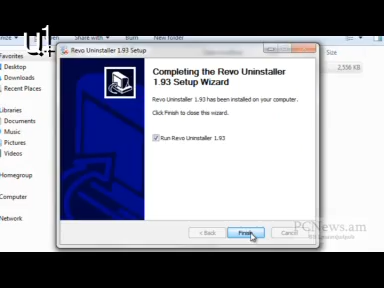 Share with
Burn
New folder
Revo Uninstaller 1.93 Setup
Favorites
Size
Desktop
Downloads
Recent Places
2,556 KB
Completing the Revo Uninstaller
1.93 Setup Wizard
Revo Uninstaller 1.93 has been installed on your computer.
Click Finish to close this wizard.
Run Revo Uninstaller 1.93
Libraries
Documents
Music
Pictures
Videos
Homegroup
Computer
Network
< Back
Finish
Cancel
PCNews.am